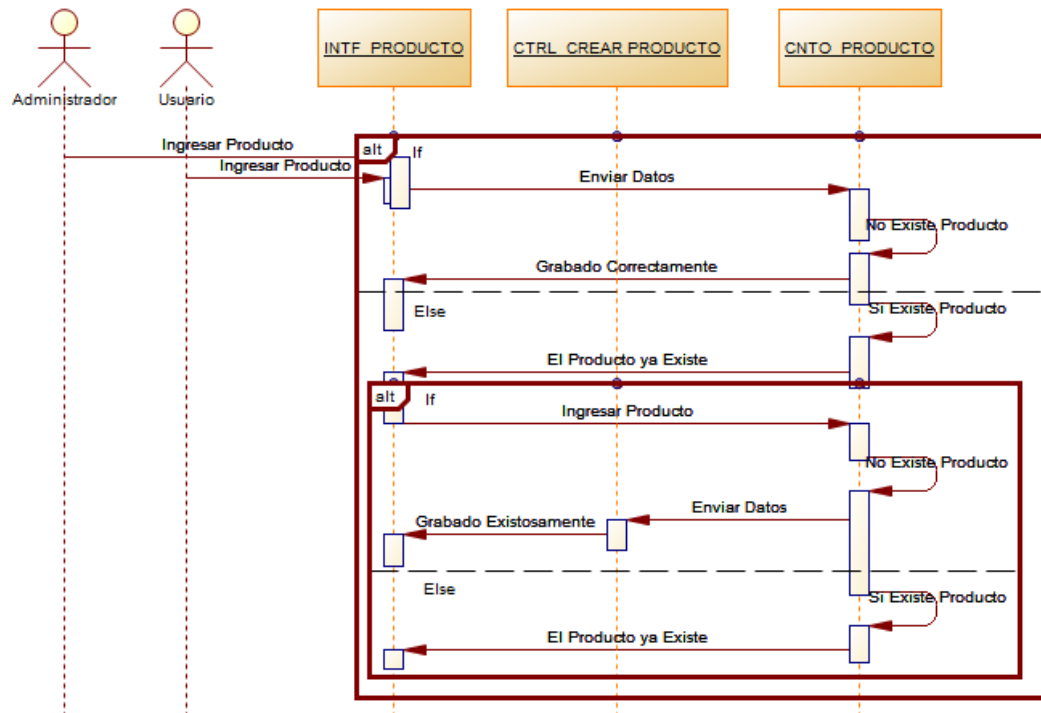 INTF_PRODUCTO
CTRL_CREAR PRODUCTO
CNTO_PRODUCTO
Administrador
Usuario
Ingresar Producto
alt
If
Ingresar Producto
Enviar Datos
No Existe Producto
Grabado Correctamente
Else
Si Existe Producto
El Producto ya Existe
alt
If
Ingresar Producto
No Existe Producto
Enviar Datos
Grabado Existosamente
Else
Si Existe Producto
El Producto ya Existe